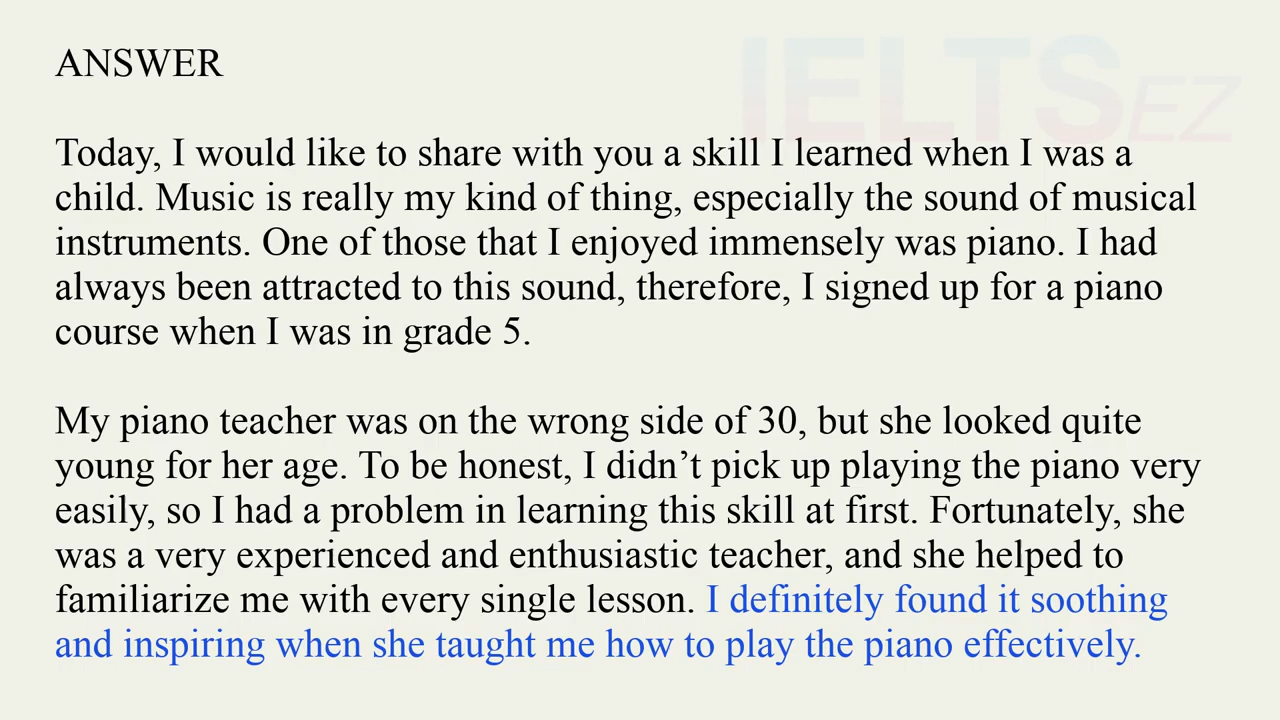 ANSWER
IELTS EZ
Today, I would like to share with you a skill I learned when I was a
child. Music is really my kind of thing, especially the sound of musical
instruments. One of those that I enjoyed immensely was piano. I had
always been attracted to this sound, therefore, I signed up for a piano
course when I was in grade 5.
My piano teacher was on the wrong side of 30, but she looked quite
young for her age. To be honest, I didn’t pick up playing the piano very
easily, so I had a problem in learning this skill at first. Fortunately, she
was a very experienced and enthusiastic teacher, and she helped to
familiarize me with every single lesson. I definitely found it soothing
and inspiring when she taught me how to play the piano effectively.